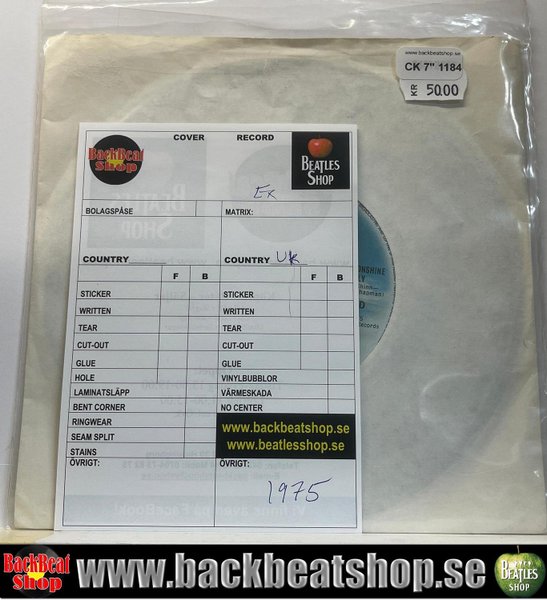 www.backbeatshop.se
CK 7" 1184
KR 50.00
BackBeat
Shop
COVER RECORD
BEATLES
SHOP
Ex
BOLAGSPÅSE MATRIX:
COUNTRY COUNTRY UK
F B F B
STICKER STICKER
WRITTEN WRITTEN
TEAR TEAR
CUT-OUT CUT-OUT
GLUE GLUE
HOLE VINYLBUBBLOR
LAMINATSLÄPP VÄRMESKADA
BENT CORNER NO CENTER
RINGWEAR
SEAM SPLIT
STAINS
www.backbeatshop.se
www.beatlesshop.se
ÖVRIGT: ÖVRIGT:
1975
ONSHINE
LY
D
Records
BackBeat
Shop
www.backbeatshop.se
BEATLES
SHOP